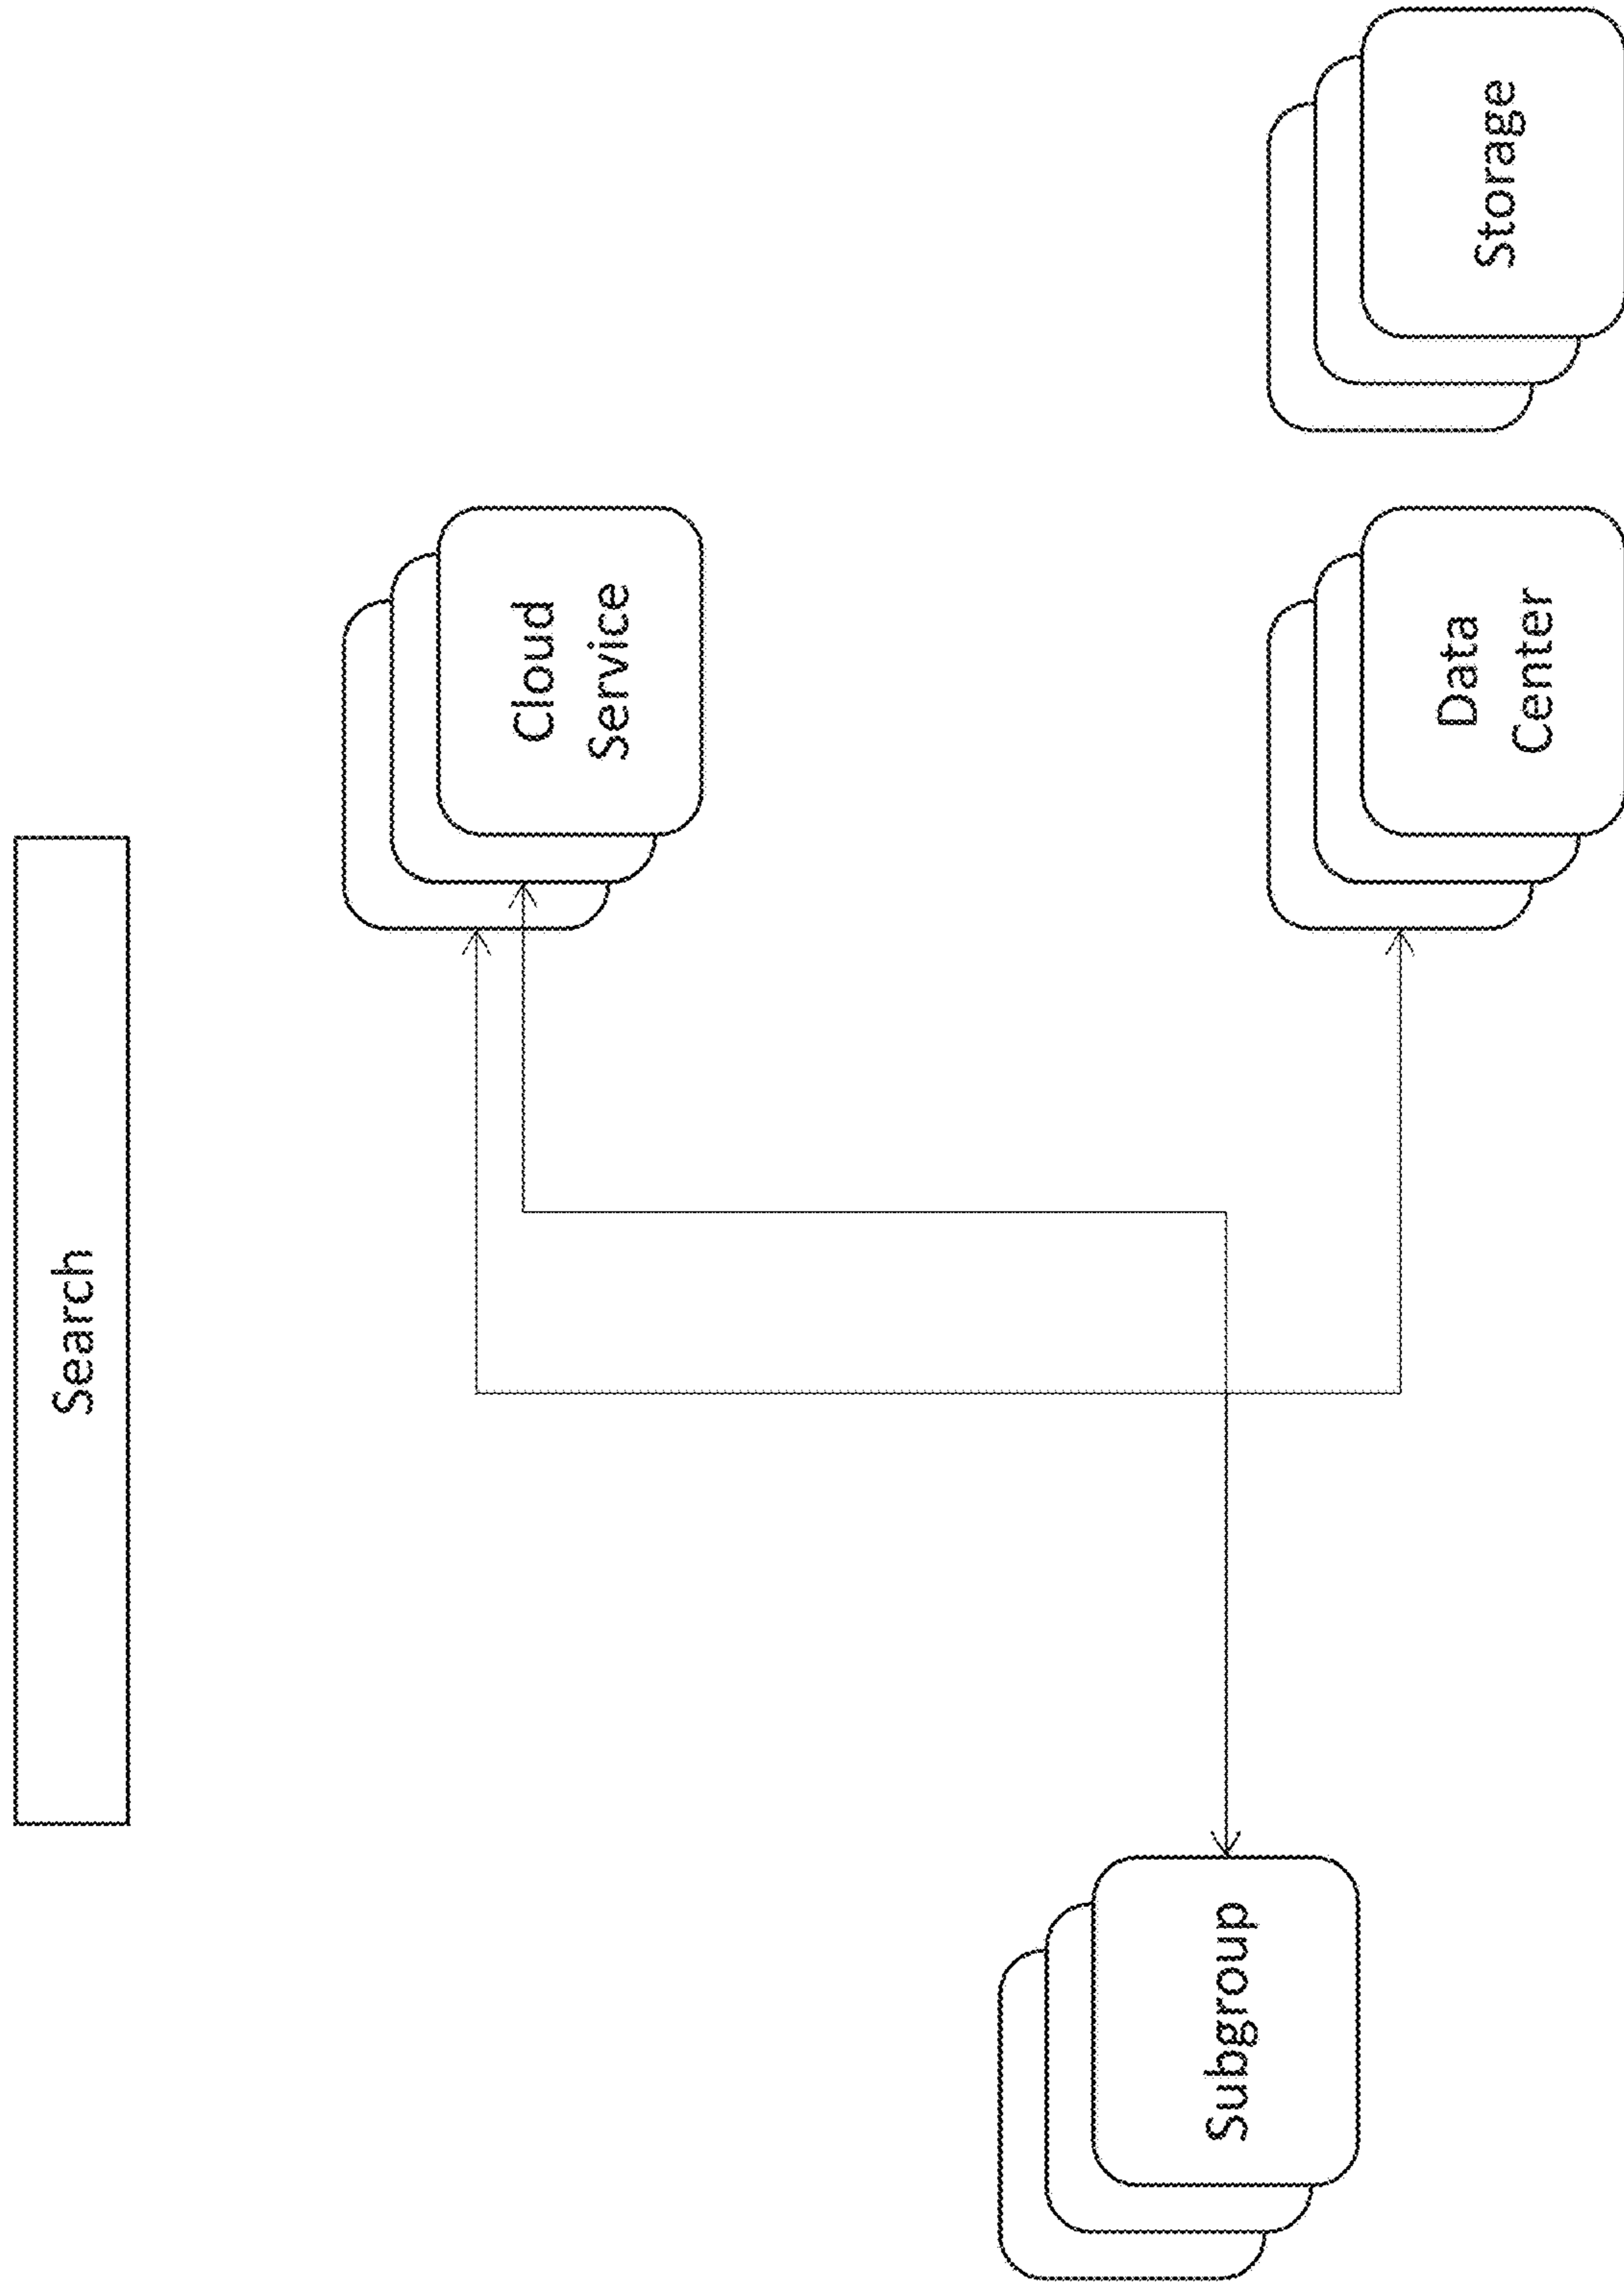 Search
Cloud
Service
Subgroup
Data
Center
Storage